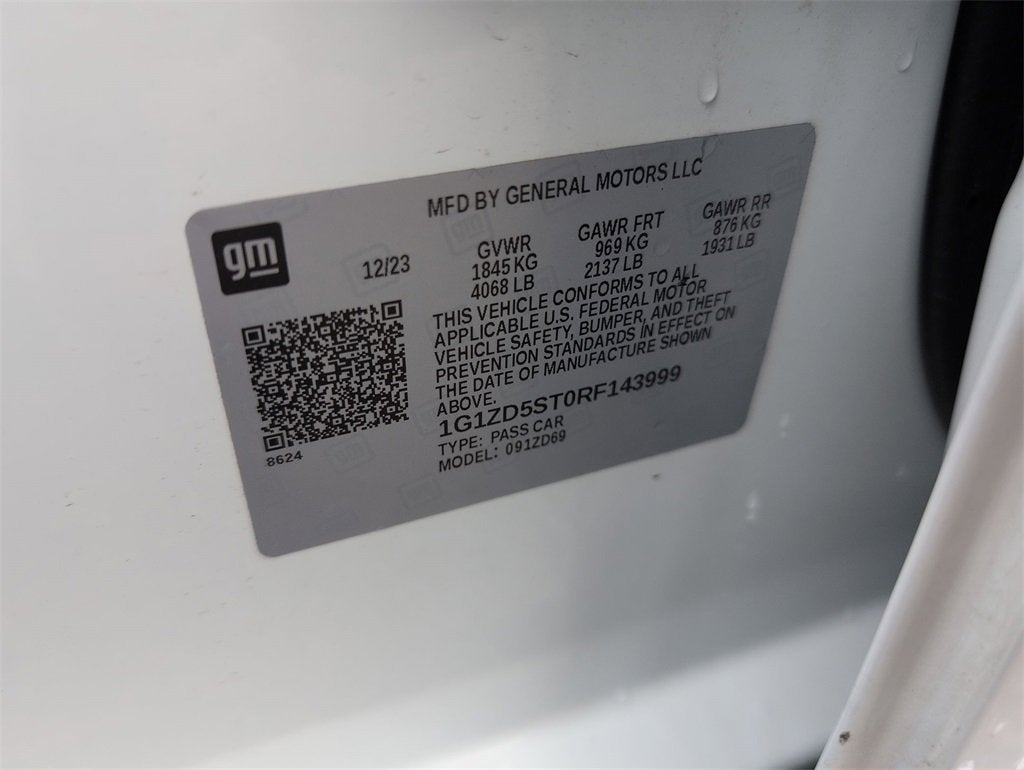 gm
MFD BY GENERAL MOTORS LLC
12/23
GVWR
1845 KG
4068 LB
GAWR FRT
969 KG
2137 LB
GAWR RR
876 KG
1931 LB
THIS VEHICLE CONFORMS TO ALL
APPLICABLE U.S. FEDERAL MOTOR
VEHICLE SAFETY, BUMPER, AND THEFT
PREVENTION STANDARDS IN EFFECT ON
THE DATE OF MANUFACTURE SHOWN
ABOVE.
1G1ZD5ST0RF143999
TYPE: PASS CAR
MODEL: 091ZD69
8624